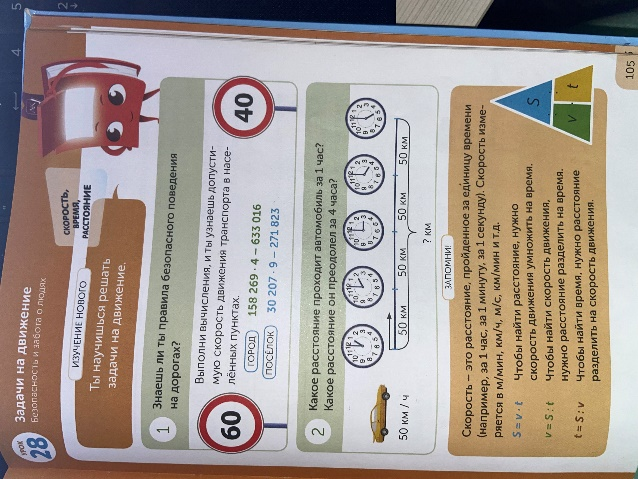 УРОК
28
Задачи на движение
Безопасность и забота о людях
ИЗУЧЕНИЕ НОВОГО
Ты научишься решать
задачи на движение.
СКОРОСТЬ,
ВРЕМЯ,
РАССТОЯНИЕ
1 Знаешь ли ты правила безопасного поведения
на дорогах?
Выполни вычисления, и ты узнаешь допусти-
мую скорость движения транспорта в насе-
лённых пунктах.
60
ГОРОД 158 269 · 4 – 633 016
ПОСЁЛОК 30 207 · 9 – 271 823
40
2 Какое расстояние проходит автомобиль за 1 час?
Какое расстояние он преодолел за 4 часа?
50 км / ч
50 км 50 км 50 км 50 км
? км
ЗАПОМНИ!
Скорость – это расстояние, пройденное за единицу времени
(например, за 1 час, за 1 минуту, за 1 секунду). Скорость изме-
ряется в м/мин, км/ч, м/с, км/мин и т.д.
S = v · t Чтобы найти расстояние, нужно
скорость движения умножить на время.
v = S : t Чтобы найти скорость движения,
нужно расстояние разделить на время.
t = S : v Чтобы найти время, нужно расстояние
разделить на скорость движения.
S
v · t
105